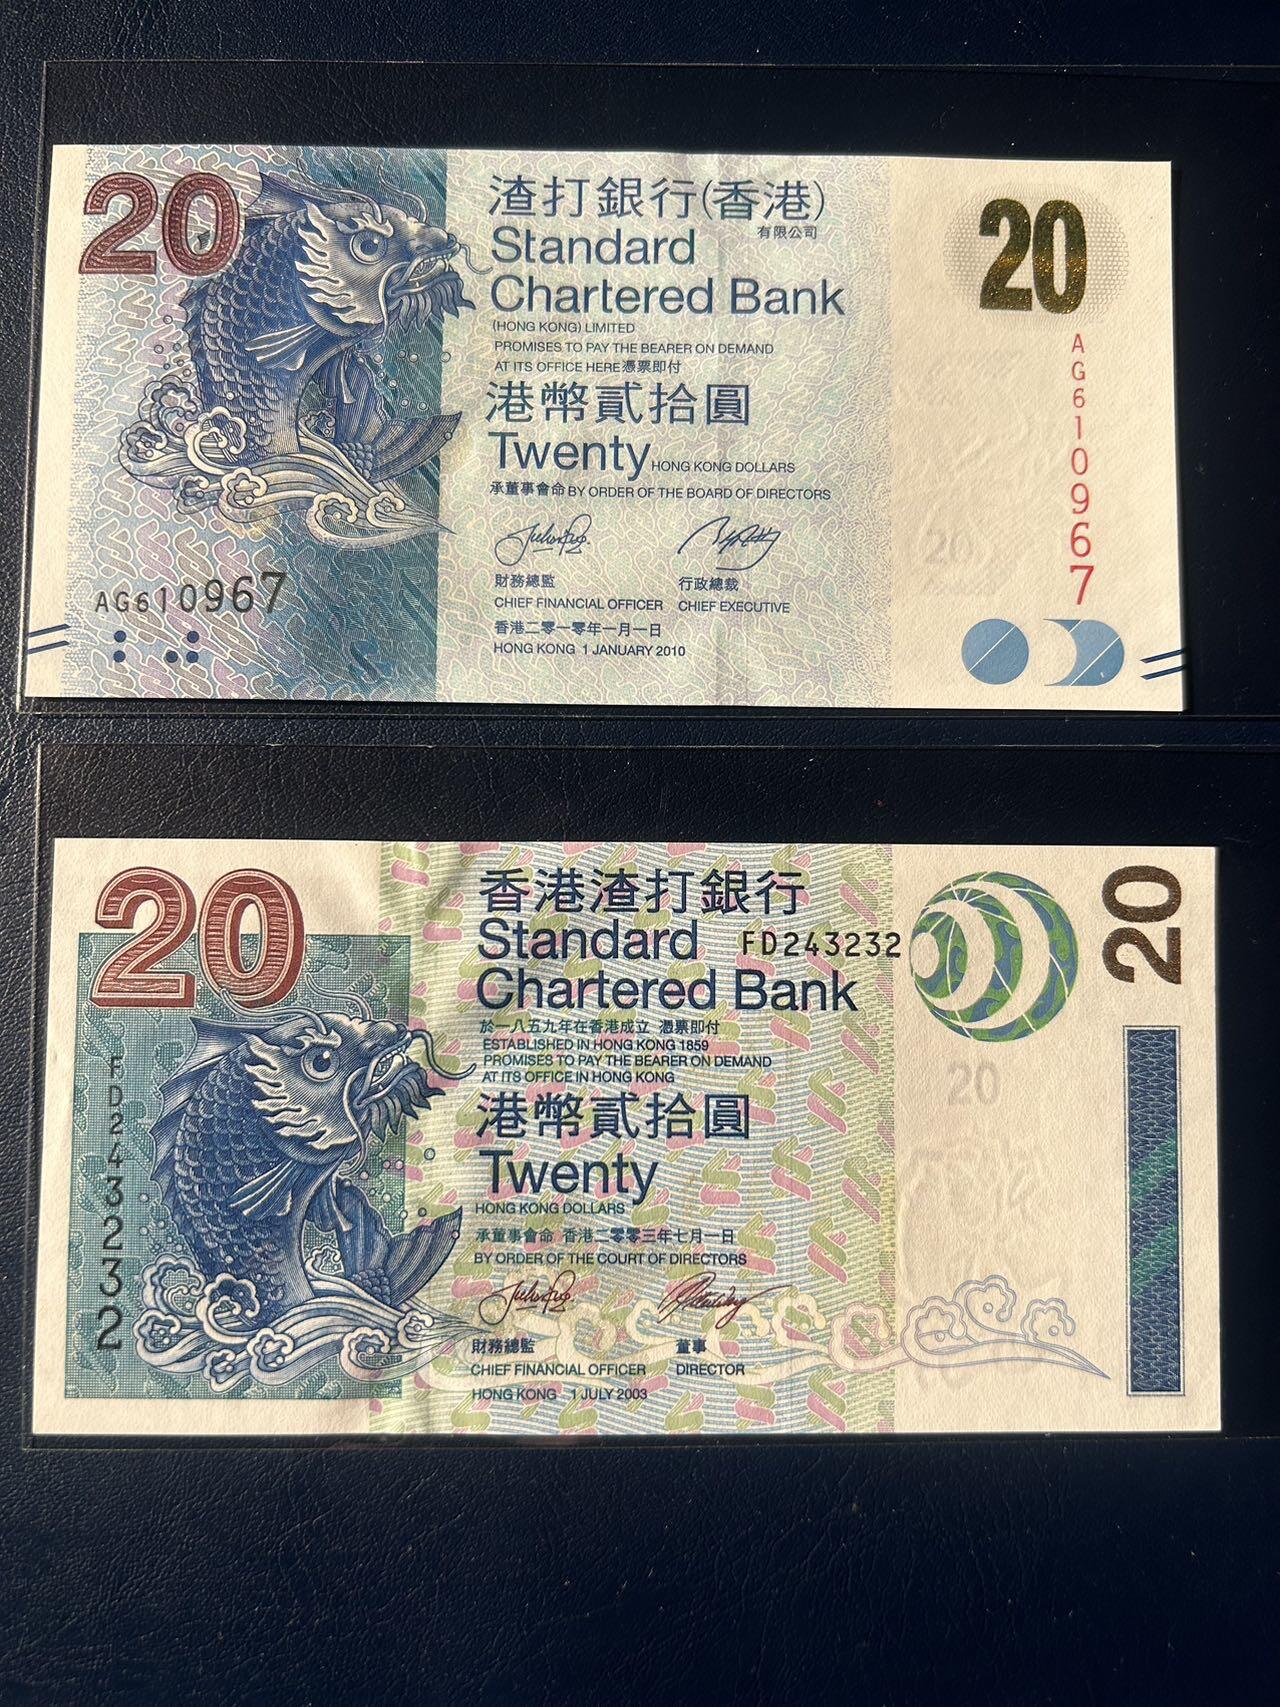 20
渣打銀行(香港)
有限公司
Standard
Chartered Bank
(HONG KONG) LIMITED
PROMISES TO PAY THE BEARER ON DEMAND
AT ITS OFFICE HERE 憑票即付
港幣貳拾圓
Twenty HONG KONG DOLLARS
承董事會命 BY ORDER OF THE BOARD OF DIRECTORS
財務總監 行政總裁
CHIEF FINANCIAL OFFICER CHIEF EXECUTIVE
香港二零一零年一月一日
HONG KONG 1 JANUARY 2010
AG610967
20
AG610967
20
20
香港渣打銀行
Standard
Chartered Bank
FD243232
於一八五九年在香港成立 憑票即付
ESTABLISHED IN HONG KONG 1859
PROMISES TO PAY THE BEARER ON DEMAND
AT ITS OFFICE IN HONG KONG
港幣貳拾圓
Twenty
HONG KONG DOLLARS
承董事會命 香港二零零三年七月一日
BY ORDER OF THE COURT OF DIRECTORS
財務總監 董事
CHIEF FINANCIAL OFFICER DIRECTOR
HONG KONG 1 JULY 2003
FD243232
20
20